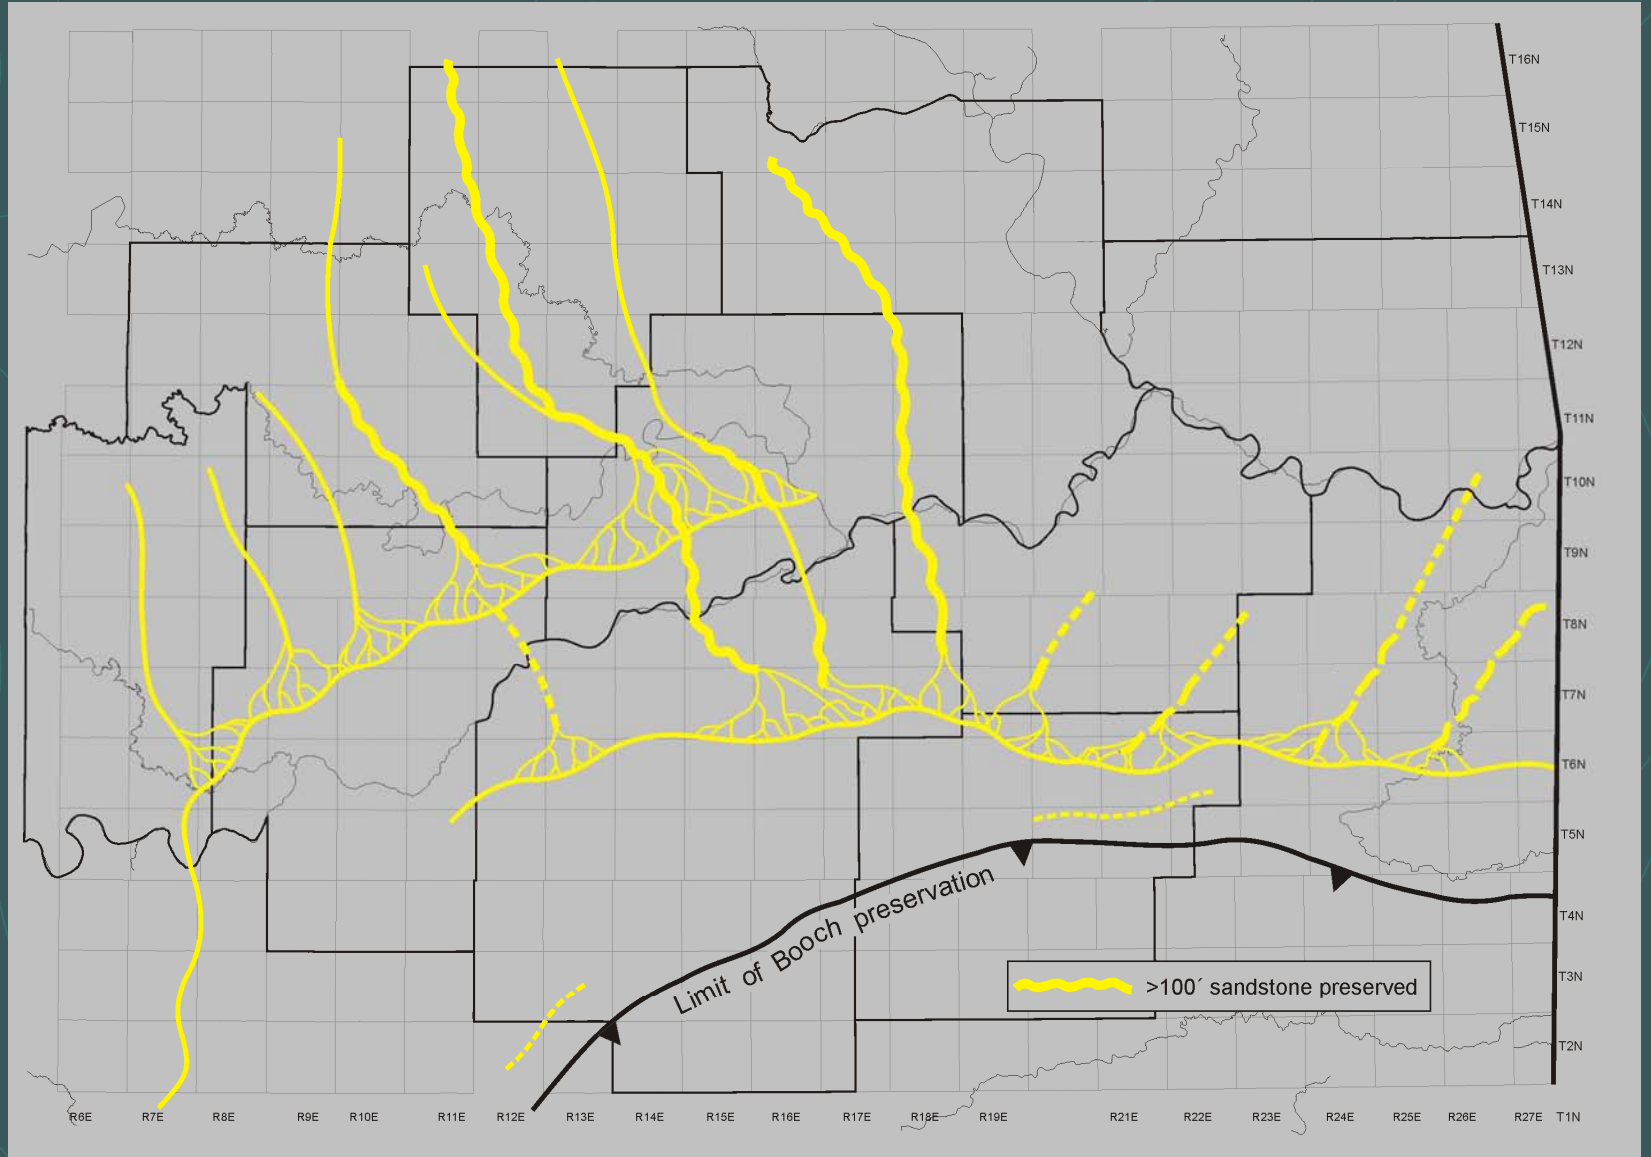 T16N
T15N
T14N
T13N
T12N
T11N
T10N
T9N
T8N
T7N
T6N
T5N
T4N
T3N
T2N
Limit of Booch preservation
>100´ sandstone preserved
R6E R7E R8E R9E R10E R11E R12E R13E R14E R15E R16E R17E R18E R19E R21E R22E R23E R24E R25E R26E R27E T1N